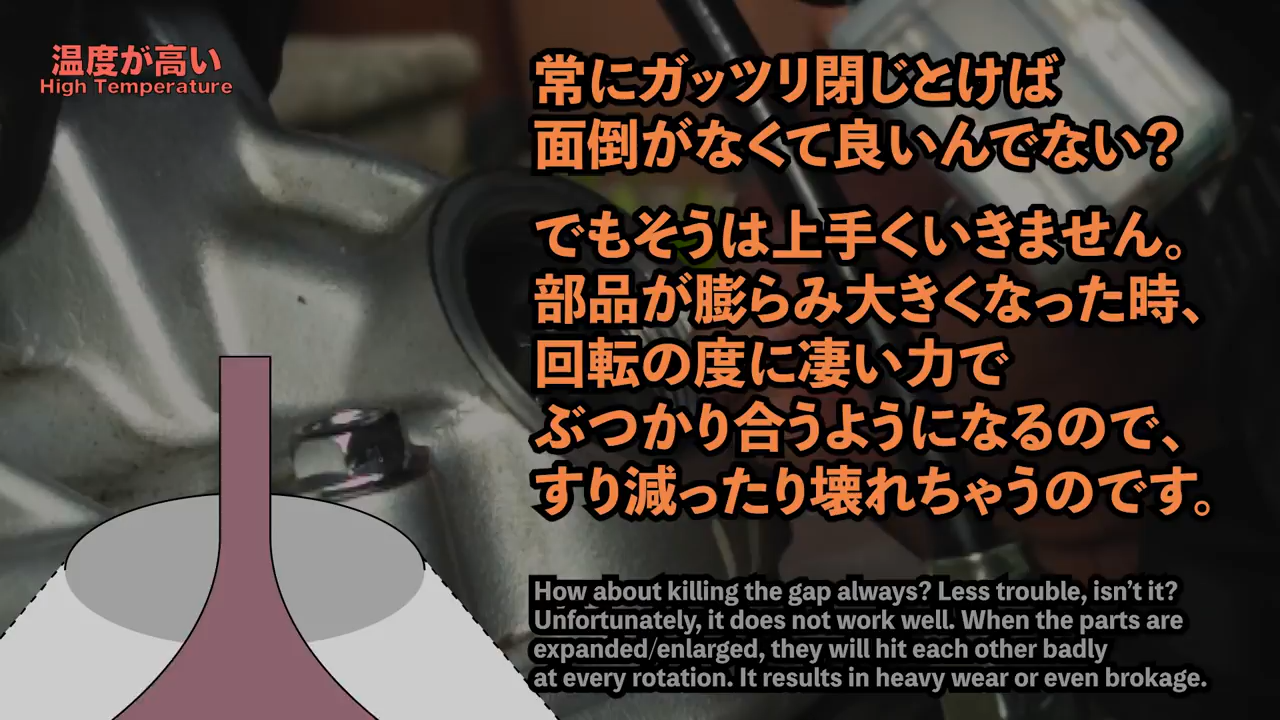 温度が高い
High Temperature
常にガッツリ閉じとけば
面倒がなくて良いんでない？
でもそうは上手くいきません。
部品が膨らみ大きくなった時、
回転の度に凄い力で
ぶつかり合うようになるので、
すり減ったり壊れちゃうのです。
How about killing the gap always? Less trouble, isn’t it?
Unfortunately, it does not work well. When the parts are
expanded/enlarged, they will hit each other badly
at every rotation. It results in heavy wear or even brokage.